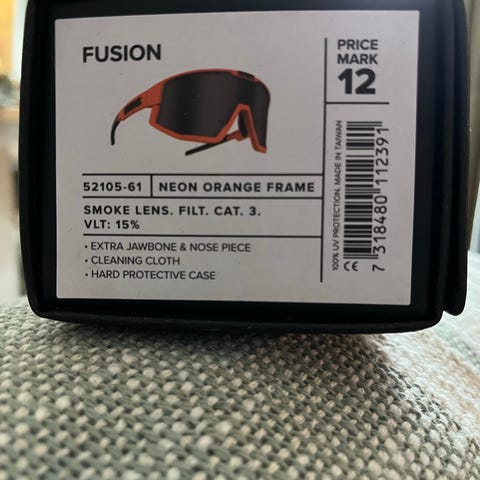 FUSION
PRICE
MARK
12
52105-61 NEON ORANGE FRAME
SMOKE LENS. FILT. CAT. 3.
VLT: 15%
• EXTRA JAWBONE & NOSE PIECE
• CLEANING CLOTH
• HARD PROTECTIVE CASE
100% UV PROTECTION. MADE IN TAIWAN
CE
7 318480 112391